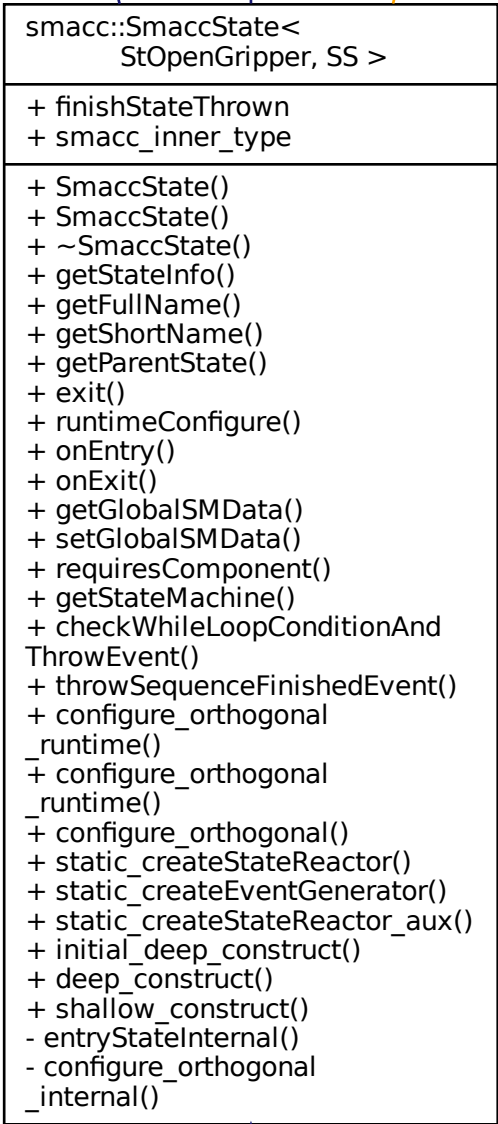 smacc::SmaccState<
StOpenGripper, SS >
+ finishStateThrown
+ smacc_inner_type
+ SmaccState()
+ SmaccState()
+ ~SmaccState()
+ getStateInfo()
+ getFullName()
+ getShortName()
+ getParentState()
+ exit()
+ runtimeConfigure()
+ onEntry()
+ onExit()
+ getGlobalSMData()
+ setGlobalSMData()
+ requiresComponent()
+ getStateMachine()
+ checkWhileLoopConditionAnd
ThrowEvent()
+ throwSequenceFinishedEvent()
+ configure_orthogonal
_runtime()
+ configure_orthogonal
_runtime()
+ configure_orthogonal()
+ static_createStateReactor()
+ static_createEventGenerator()
+ static_createStateReactor_aux()
+ initial_deep_construct()
+ deep_construct()
+ shallow_construct()
- entryStateInternal()
- configure_orthogonal
_internal()